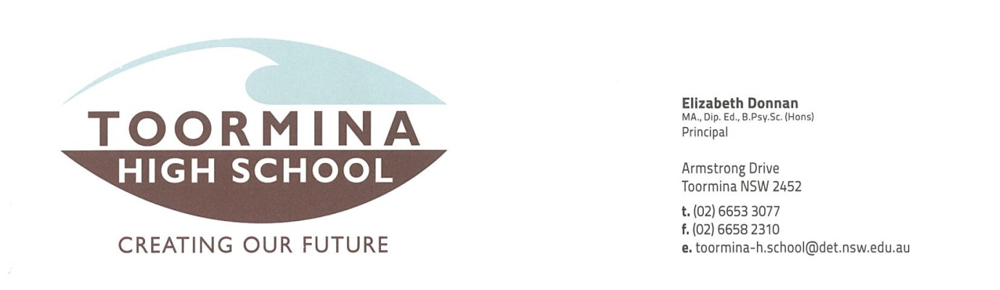 TOORMINA
HIGH SCHOOL
CREATING OUR FUTURE
Elizabeth Donnan
MA., Dip. Ed., B.Psy.Sc. (Hons)
Principal
Armstrong Drive
Toormina NSW 2452
t. (02) 6653 3077
f. (02) 6658 2310
e. toormina-h.school@det.nsw.edu.au